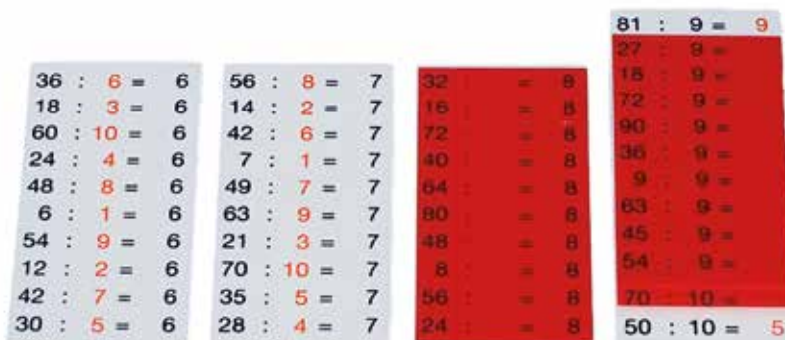 36 : 6 = 6
18 : 3 = 6
60 : 10 = 6
24 : 4 = 6
48 : 8 = 6
6 : 1 = 6
54 : 9 = 6
12 : 2 = 6
42 : 7 = 6
30 : 5 = 6
56 : 8 = 7
14 : 2 = 7
42 : 6 = 7
7 : 1 = 7
49 : 7 = 7
63 : 9 = 7
21 : 3 = 7
70 : 10 = 7
35 : 5 = 7
28 : 4 = 7
32 : = 8
16 : = 8
72 : = 8
40 : = 8
64 : = 8
80 : = 8
48 : = 8
8 : = 8
56 : = 8
24 : = 8
81 : 9 = 9
27 : 9 =
18 : 9 =
72 : 9 =
90 : 9 =
36 : 9 =
9 : 9 =
63 : 9 =
45 : 9 =
54 : 9 =
70 : 10 =
50 : 10 = 5